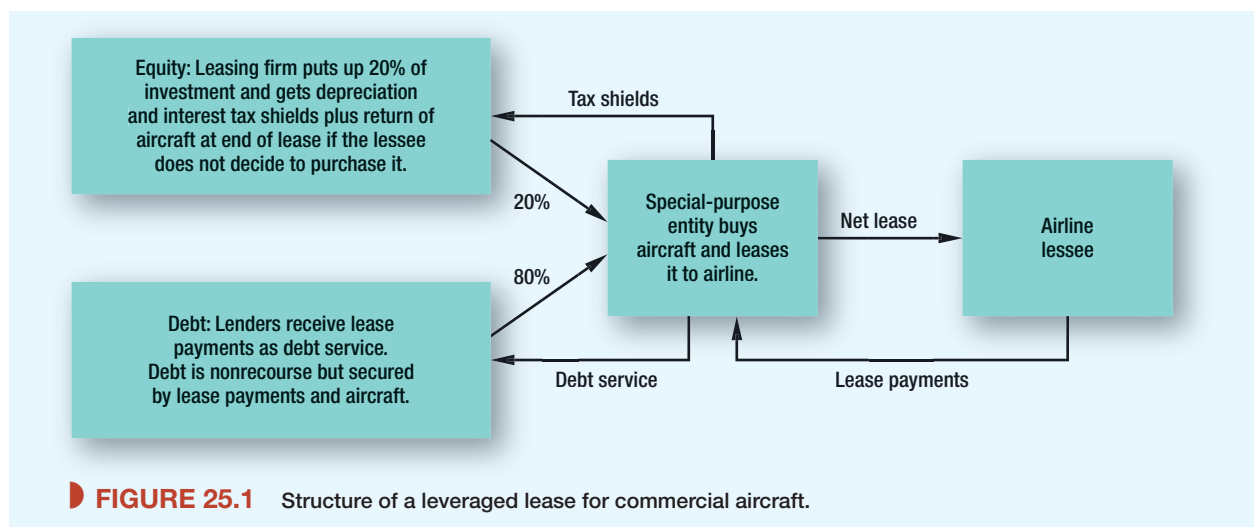 Equity: Leasing firm puts up 20% of
investment and gets depreciation
and interest tax shields plus return of
aircraft at end of lease if the lessee
does not decide to purchase it.
Tax shields
20%
80%
Special-purpose
entity buys
aircraft and leases
it to airline.
Net lease
Airline
lessee
Debt: Lenders receive lease
payments as debt service.
Debt is nonrecourse but secured
by lease payments and aircraft.
Debt service
Lease payments
FIGURE 25.1 Structure of a leveraged lease for commercial aircraft.